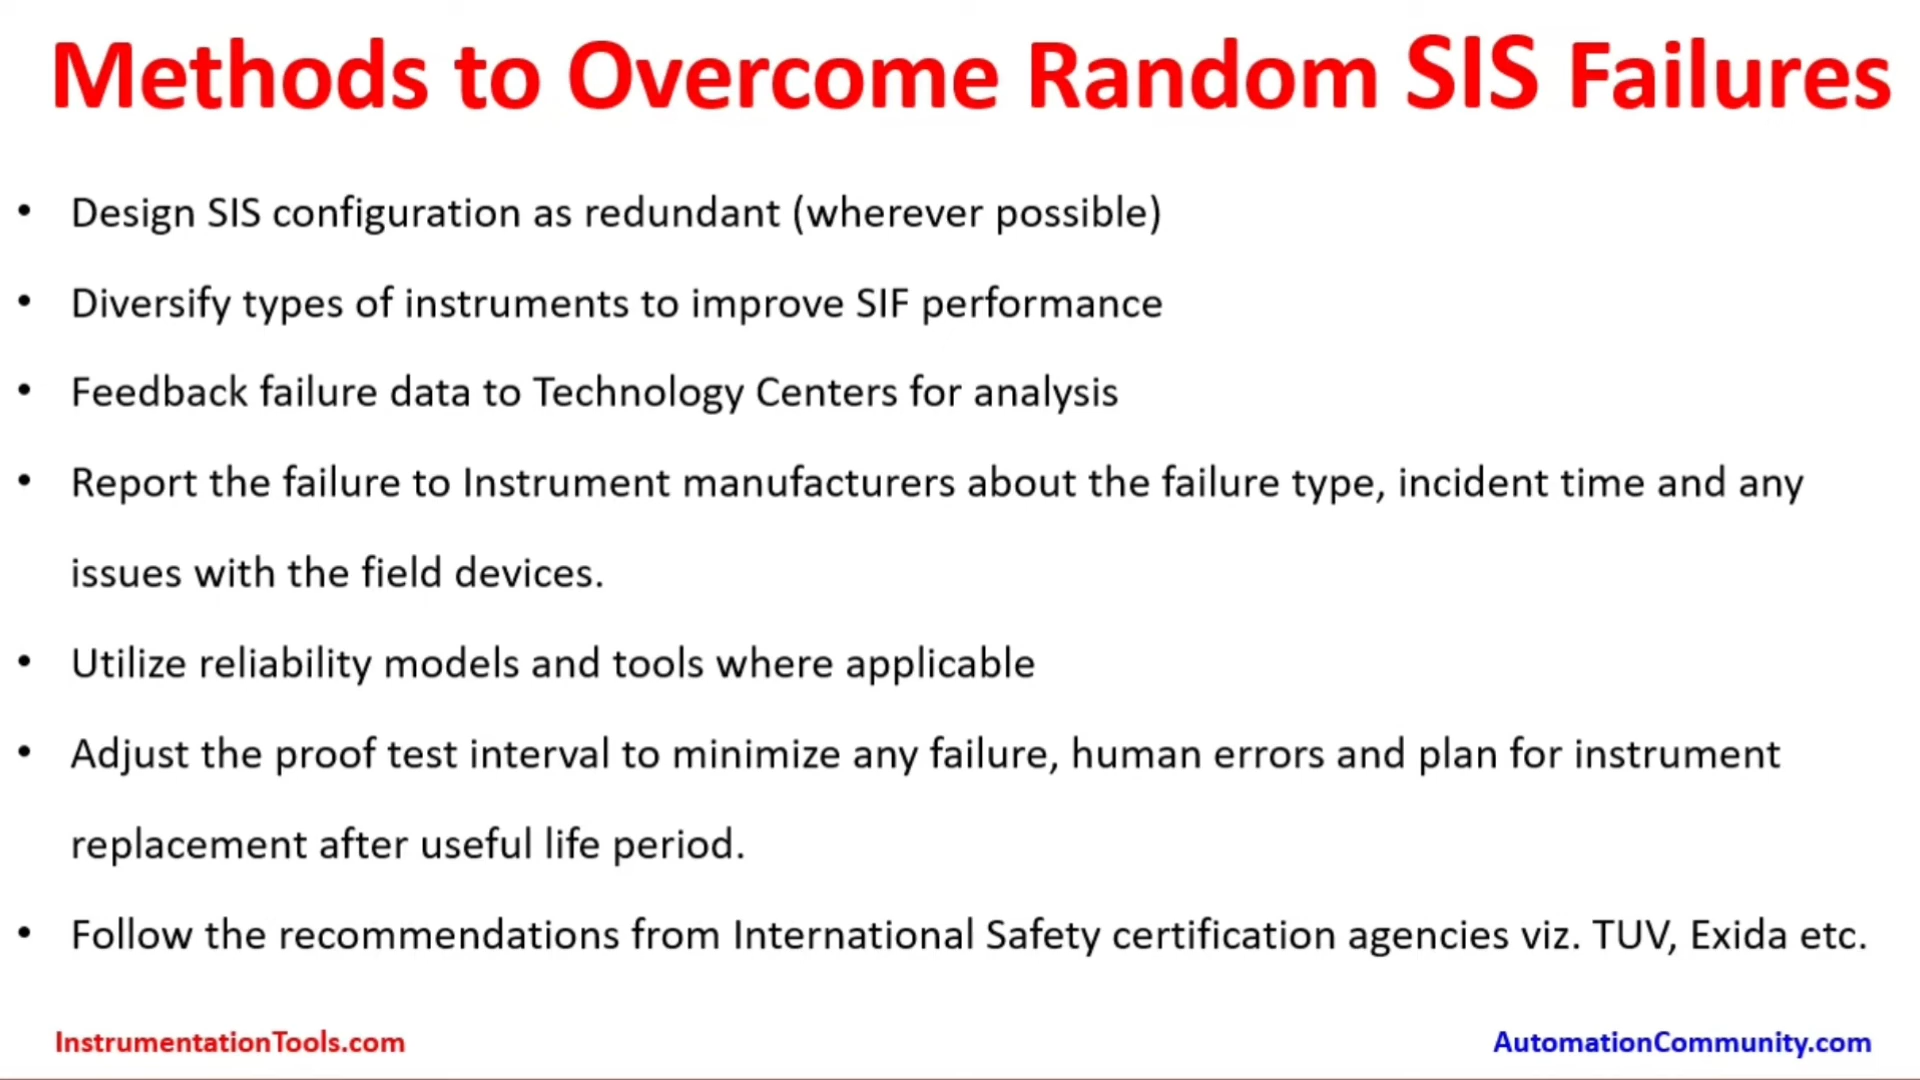 Methods to Overcome Random SIS Failures
• Design SIS configuration as redundant (wherever possible)
• Diversify types of instruments to improve SIF performance
• Feedback failure data to Technology Centers for analysis
• Report the failure to Instrument manufacturers about the failure type, incident time and any
issues with the field devices.
• Utilize reliability models and tools where applicable
• Adjust the proof test interval to minimize any failure, human errors and plan for instrument
replacement after useful life period.
• Follow the recommendations from International Safety certification agencies viz. TUV, Exida etc.
InstrumentationTools.com
AutomationCommunity.com